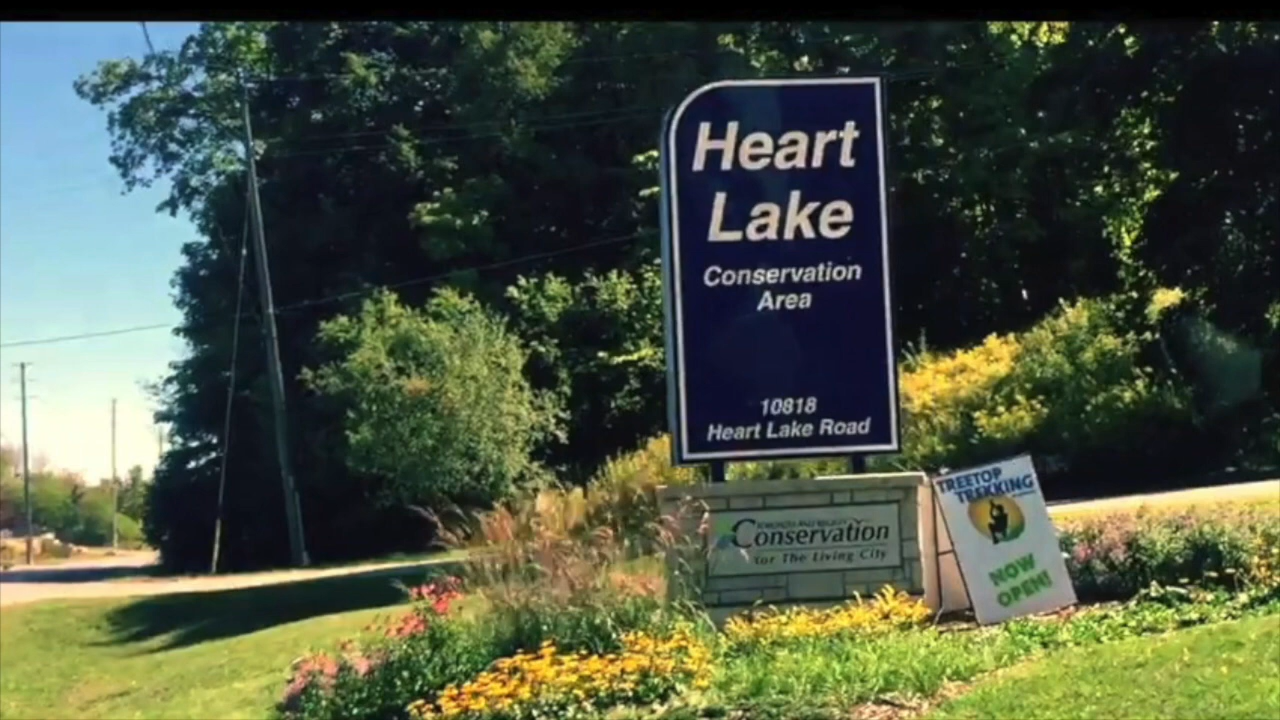 Heart
Lake
Conservation
Area
10818
Heart Lake Road
Conservation
for The Living City
TREETOP
TREKKING
NOW
OPEN!